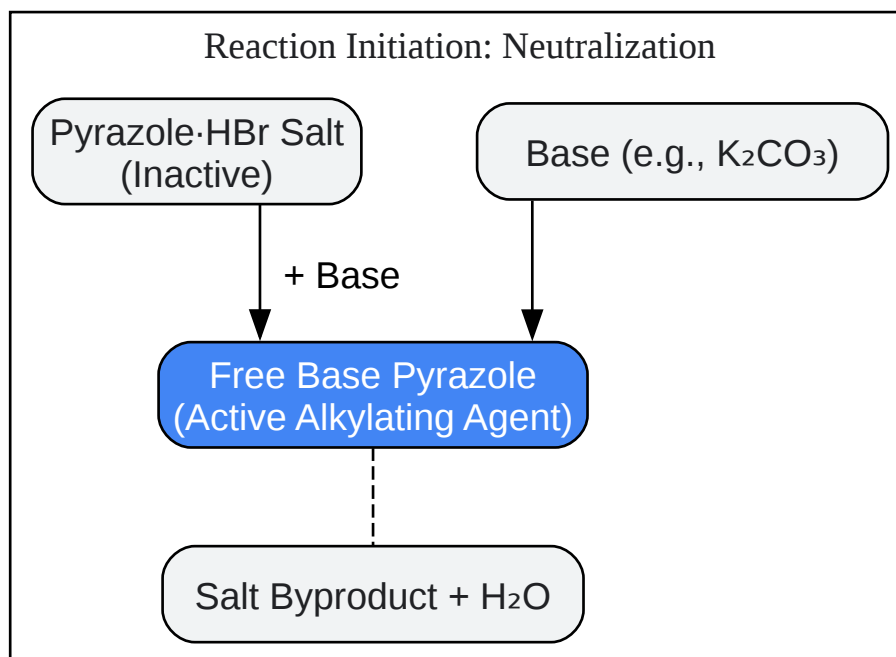 Reaction Initiation: Neutralization
Pyrazole·HBr Salt
(Inactive)
Base (e.g., K₂CO₃)
+ Base
Free Base Pyrazole
(Active Alkylating Agent)
Salt Byproduct + H₂O